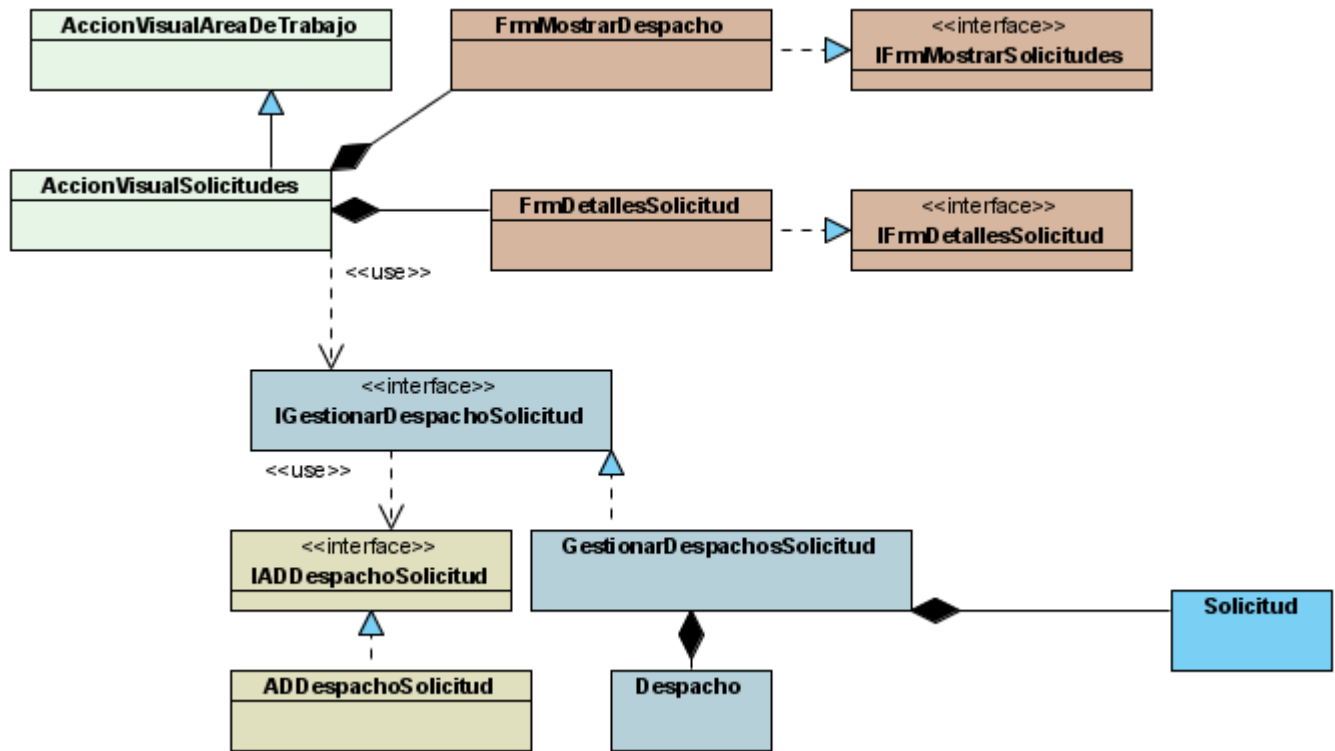 AccionVisualAreaDeTrabajo
FrmMostrarDespacho
<<interface>>
IFrmMostrarSolicitudes
AccionVisualSolicitudes
FrmDetallesSolicitud
<<interface>>
IFrmDetallesSolicitud
<<use>>
<<interface>>
IGestionarDespachoSolicitud
<<use>>
<<interface>>
IADDespachoSolicitud
GestionarDespachosSolicitud
Solicitud
ADDespachoSolicitud
Despacho